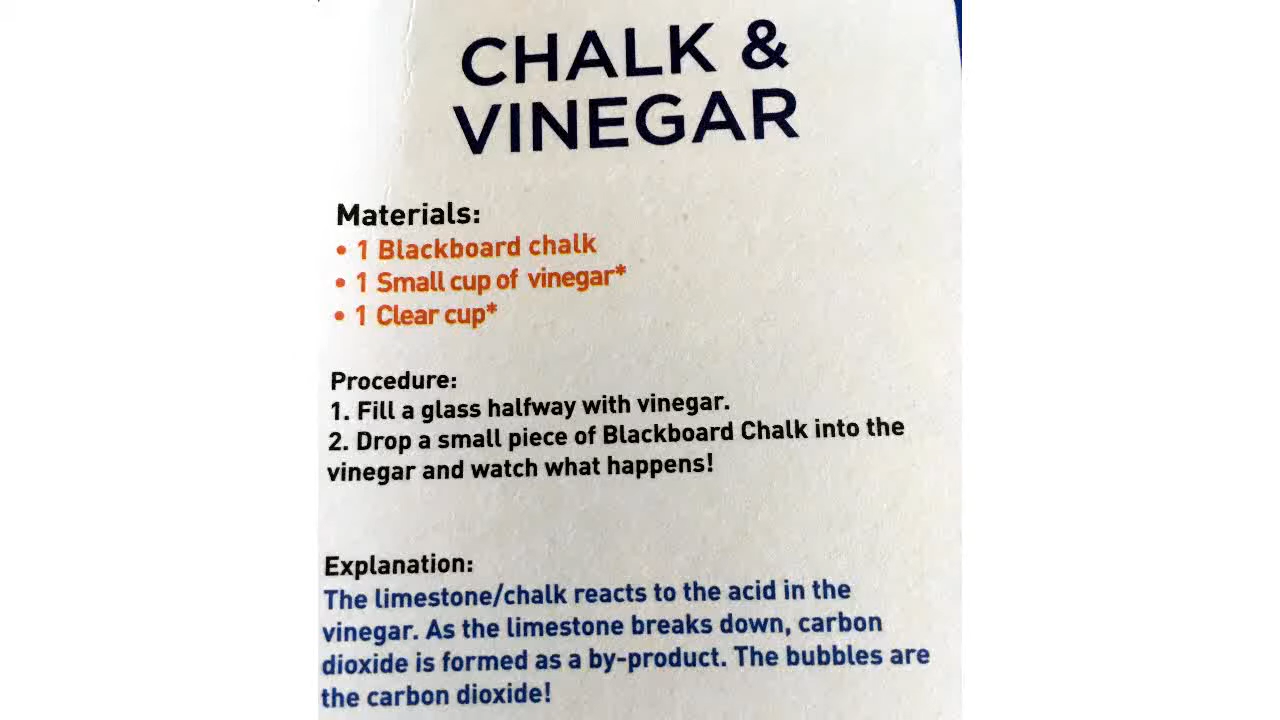 CHALK &
VINEGAR
Materials:
• 1 Blackboard chalk
• 1 Small cup of vinegar*
• 1 Clear cup*
Procedure:
1. Fill a glass halfway with vinegar.
2. Drop a small piece of Blackboard Chalk into the
vinegar and watch what happens!
Explanation:
The limestone/chalk reacts to the acid in the
vinegar. As the limestone breaks down, carbon
dioxide is formed as a by-product. The bubbles are
the carbon dioxide!